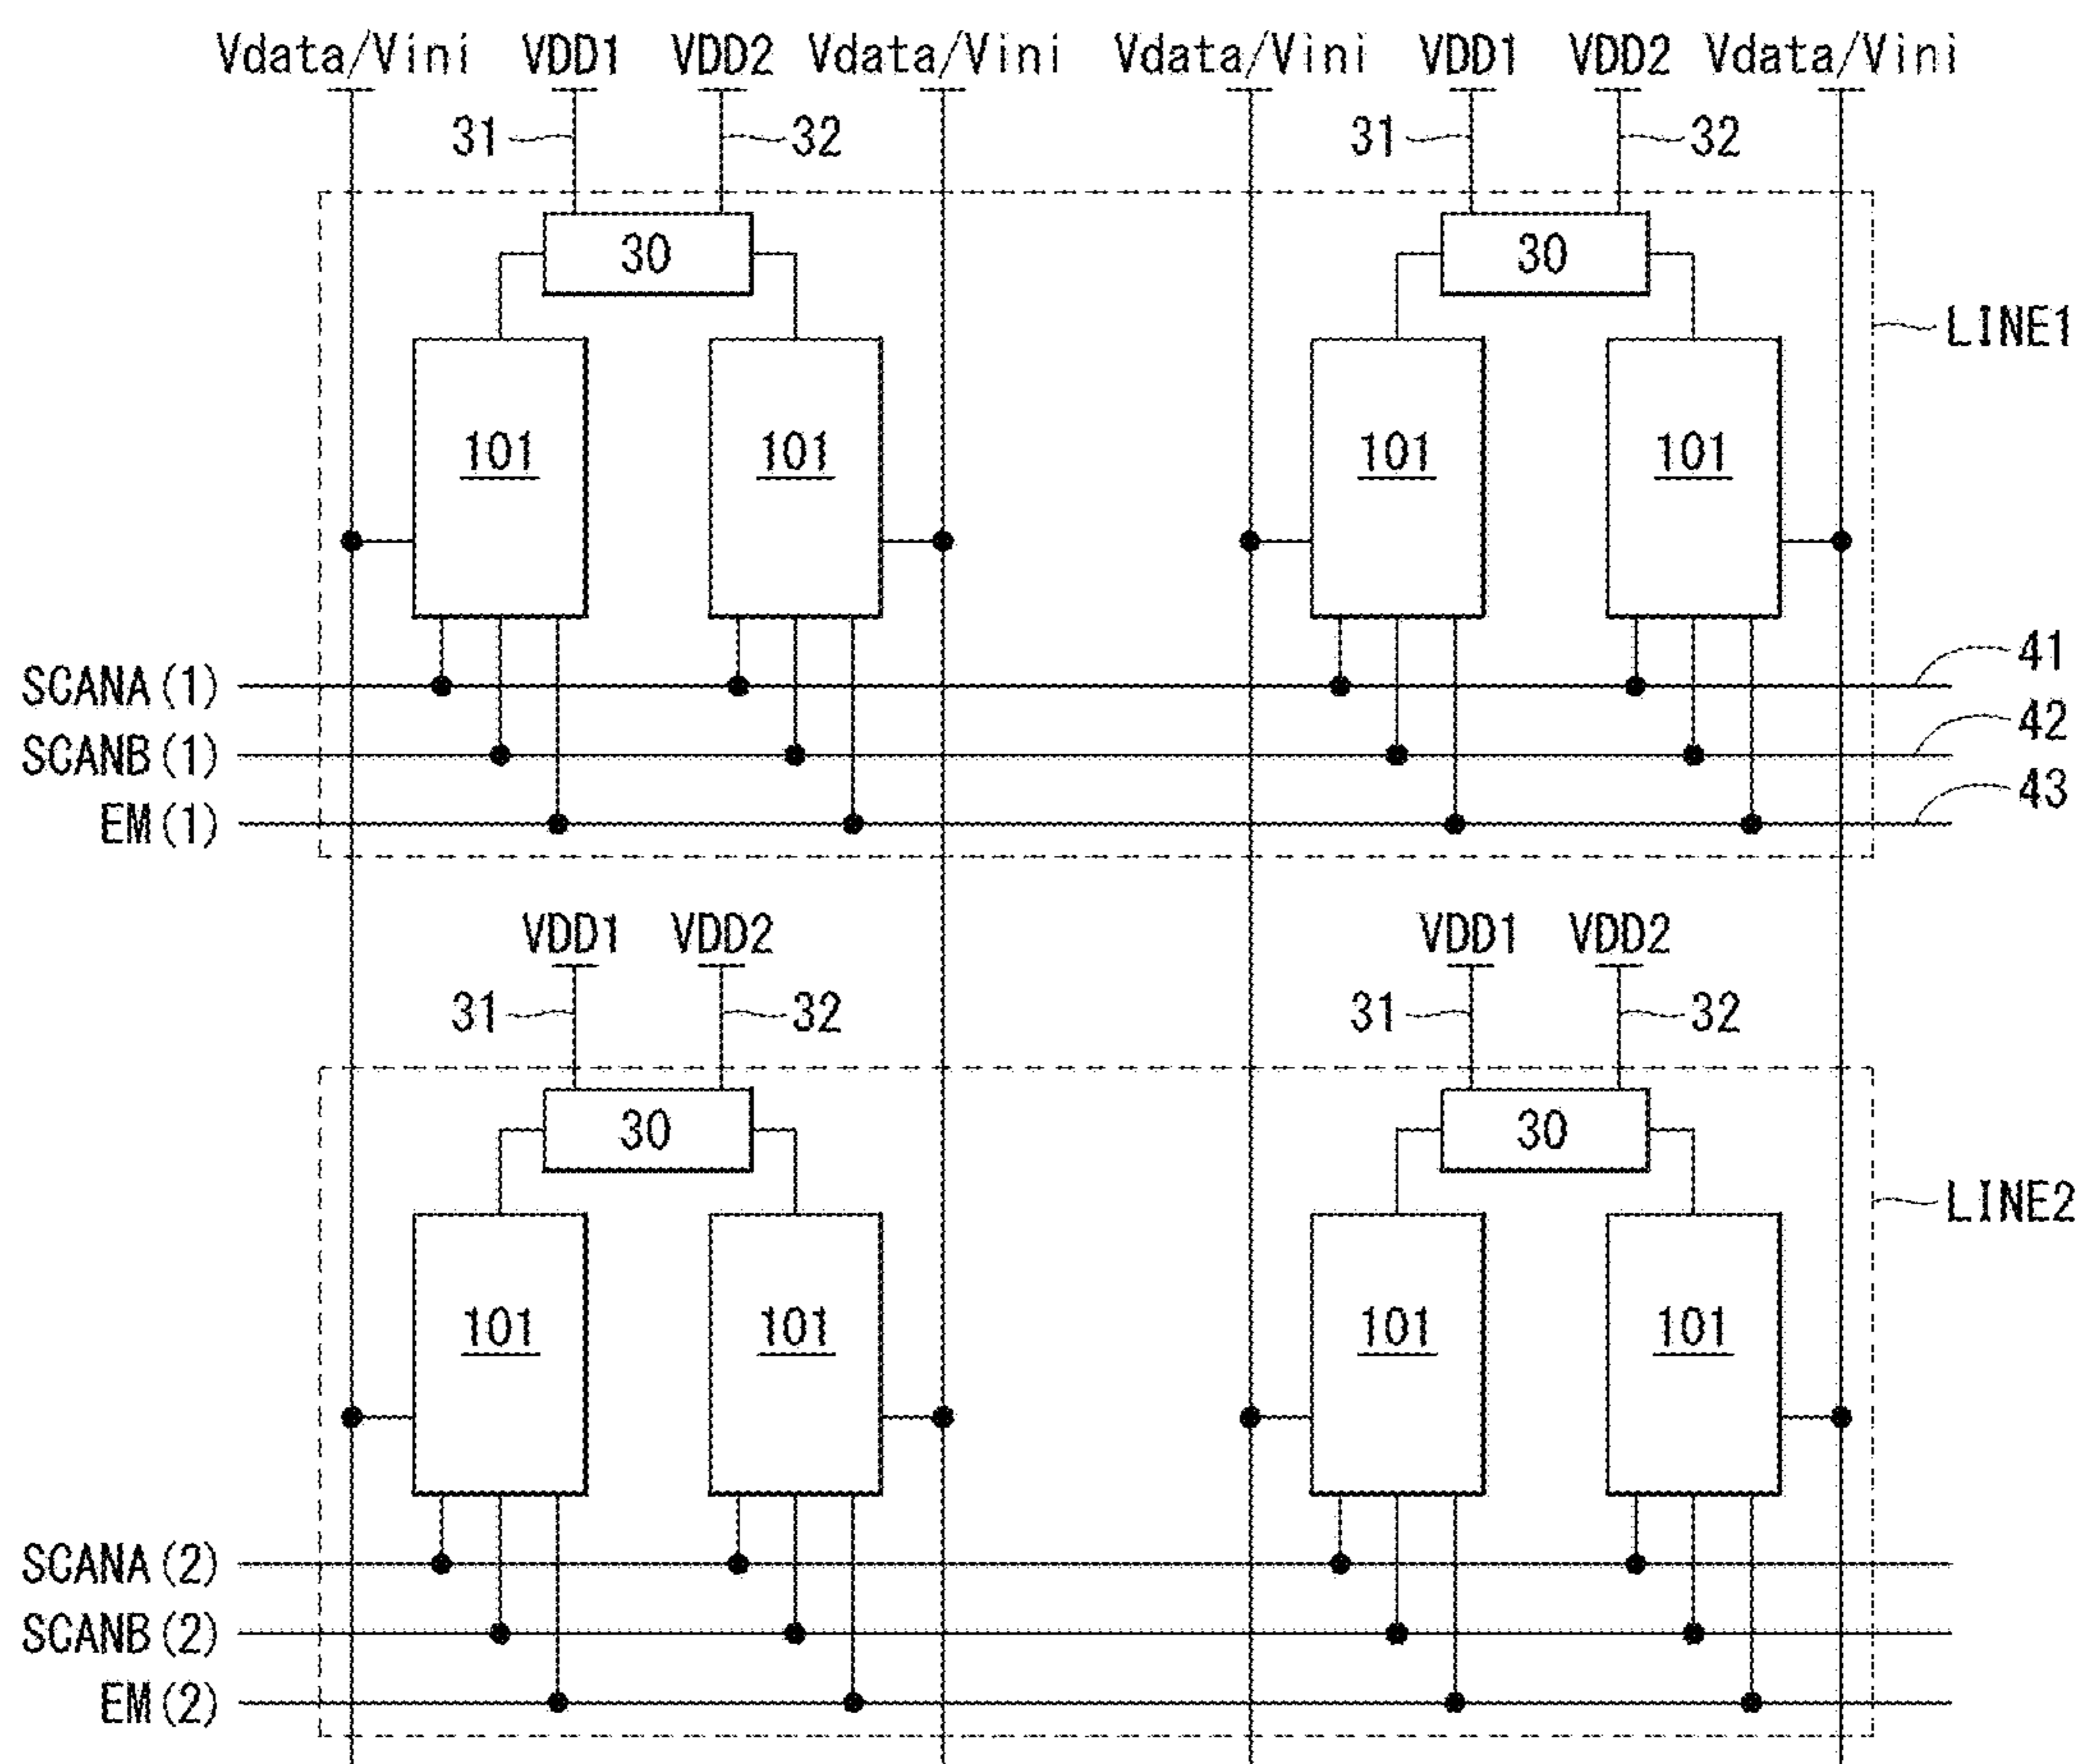 Vdata/Vini VDD1 VDD2 Vdata/Vini Vdata/Vini VDD1 VDD2 Vdata/Vini
31 32 31 32
30 30
LINE1
101 101 101 101
41
SCANA(1)
42
SCANB(1)
43
EM(1)
VDD1 VDD2 VDD1 VDD2
31 32 31 32
30 30
LINE2
101 101 101 101
SCANA(2)
SCANB(2)
EM(2)